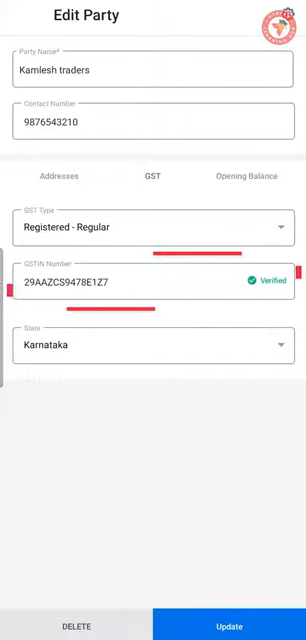 Edit Party
Party Name*
Kamlesh traders
Contact Number
9876543210
Addresses GST Opening Balance
GST Type
Registered - Regular
GSTIN Number
29AAZCS9478E1Z7 Verified
State
Karnataka
DELETE Update